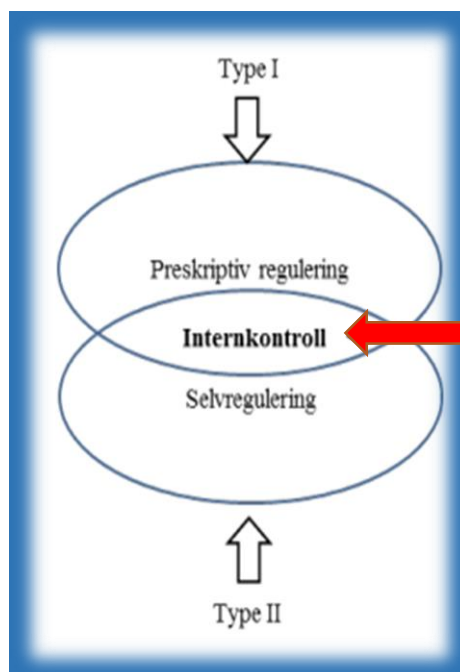 Type I
Preskriptiv regulering
Internkontroll
Selvregulering
Type II